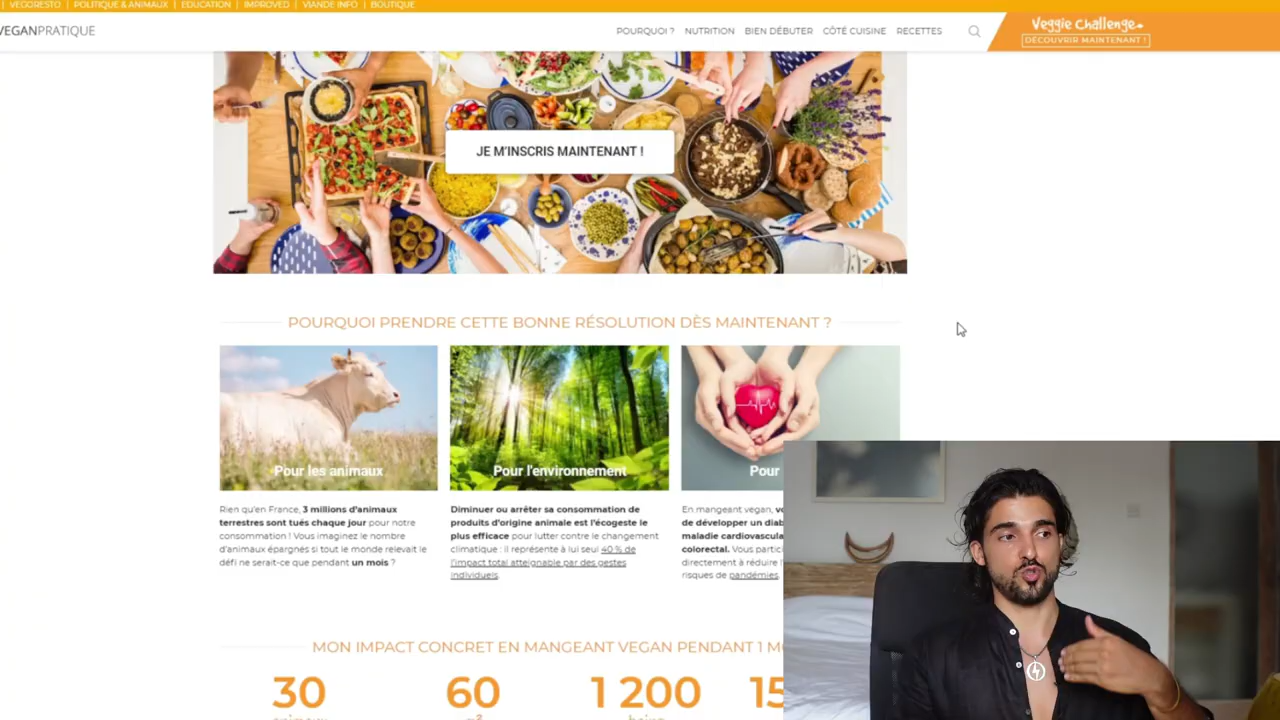 VEGORESTO | POLITIQUE & ANIMAUX | EDUCATION | IMPROVED | VIANDE INFO | BOUTIQUE
VEGANPRATIQUE
POURQUOI ? NUTRITION BIEN DÉBUTER CÔTÉ CUISINE RECETTES
Veggie Challenge
DÉCOUVRIR MAINTENANT !
JE M'INSCRIS MAINTENANT !
POURQUOI PRENDRE CETTE BONNE RÉSOLUTION DÈS MAINTENANT ?
Pour les animaux
Rien qu'en France, 3 millions d'animaux
terrestres sont tués chaque jour pour notre
consommation ! Vous imaginez le nombre
d'animaux épargnés si tout le monde relevait le
défi ne serait-ce que pendant un mois ?
Pour l'environnement
Diminuer ou arrêter sa consommation de
produits d'origine animale est l'écogeste le
plus efficace pour lutter contre le changement
climatique : il représente à lui seul 40 % de
l'impact total atteignable par des gestes
individuels.
Pour
En mangeant vegan,
de développer un
maladie
colorectal. Vous
directement à réduire
risques de pandémies.
MON IMPACT CONCRET EN MANGEANT VEGAN PENDANT 1
30 60 1 200 15